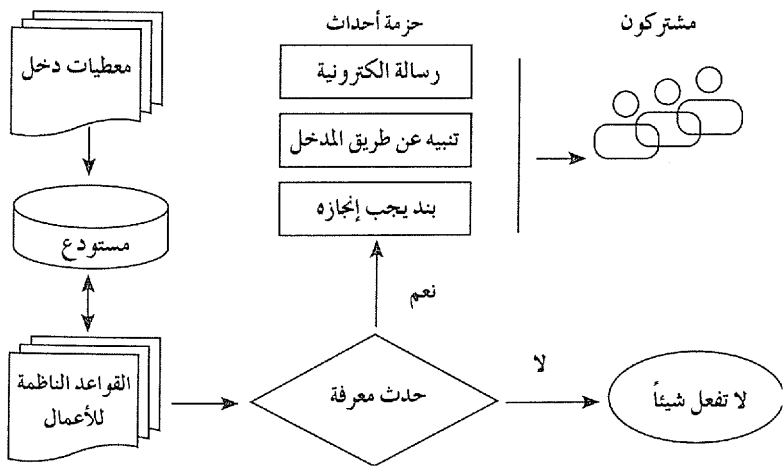 مشتركون
حزمة أحداث
معطيات دخل
رسالة الكترونية
تنبيه عن طريق المدخل
بند يجب إنجازه
مستودع
نعم
القواعد الناظمة
للأعمال
حدث معرفة
لا
لا تفعل شيئاً